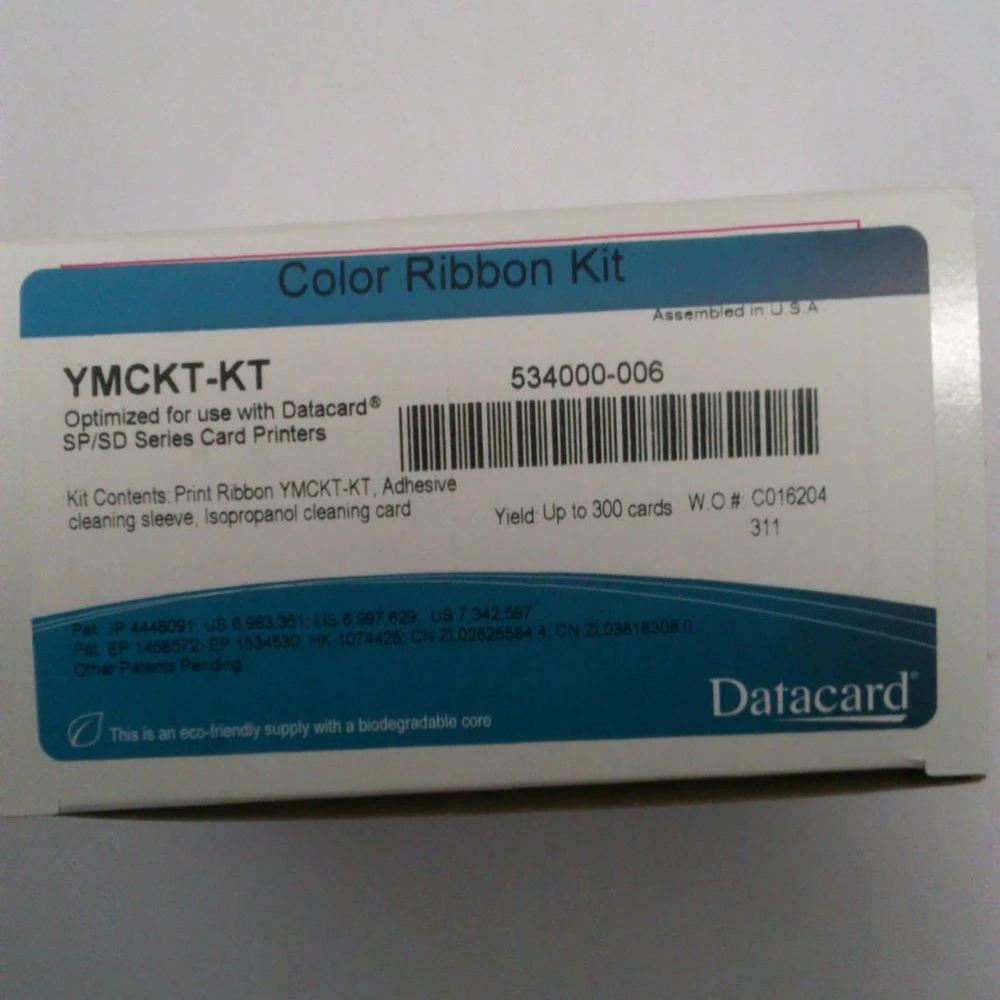 Color Ribbon Kit
Assembled in U.S.A
YMCKT-KT
Optimized for use with Datacard®
SP/SD Series Card Printers
534000-006
Kit Contents: Print Ribbon YMCKT-KT, Adhesive
cleaning sleeve, Isopropanol cleaning card
Yield: Up to 300 cards
W.O.#: C016204
311
Pat. JP 4448091; US 6,963,351; US 6,997,629; US 7,342,597
Pat. EP 1458572; EP 1534530; HK 1074425; CN ZL02825584.4; CN ZL03818308.0
Other Patents Pending
Datacard®
This is an eco-friendly supply with a biodegradable core